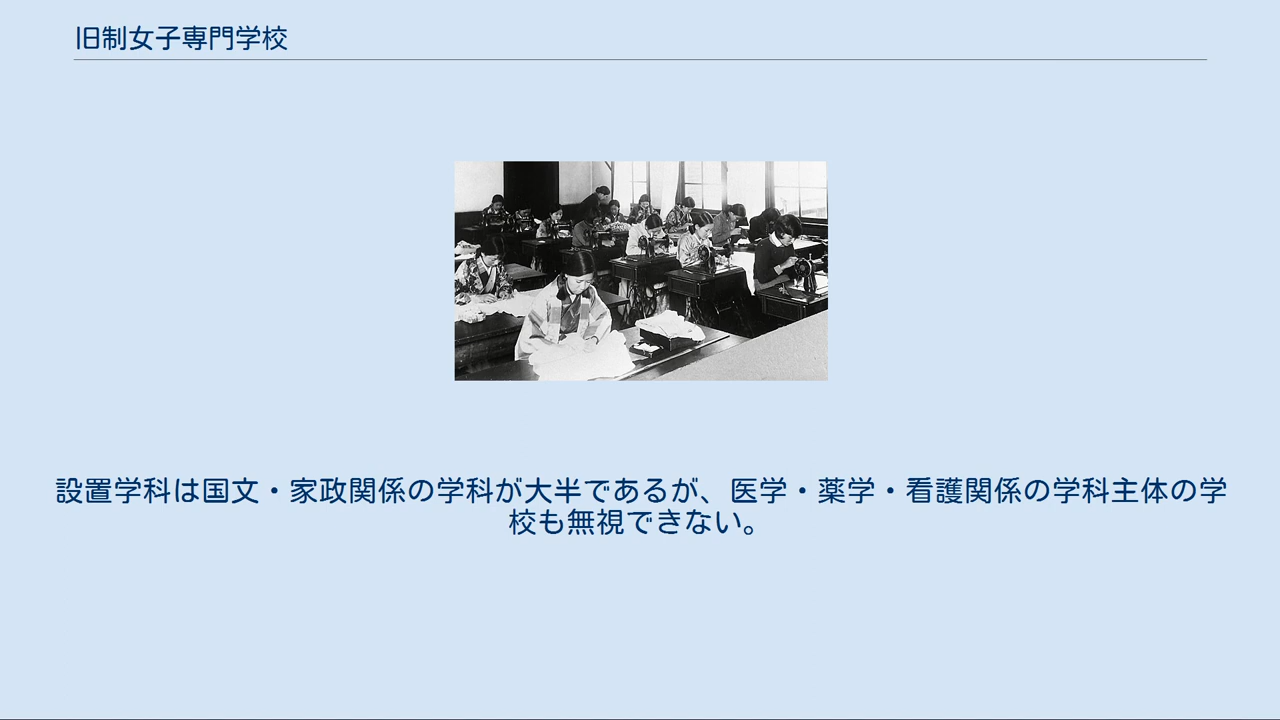 旧制女子専門学校
設置学科は国文・家政関係の学科が大半であるが、医学・薬学・看護関係の学科主体の学
校も無視できない。